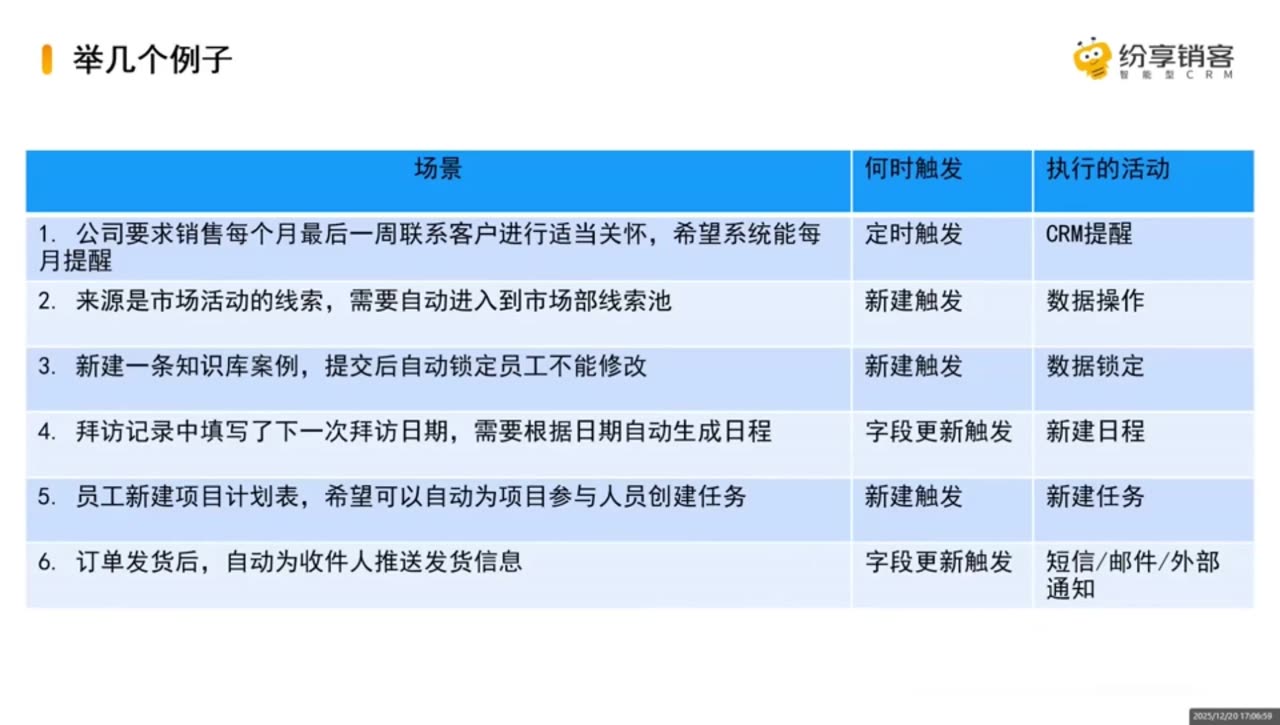 举几个例子
纷享销客
智能型CRM
场景 何时触发 执行的活动
1. 公司要求销售每个月最后一周联系客户进行适当关怀，希望系统能每 定时触发 CRM提醒
月提醒
2. 来源是市场活动的线索，需要自动进入到市场部线索池 新建触发 数据操作
3. 新建一条知识库案例，提交后自动锁定员工不能修改 新建触发 数据锁定
4. 拜访记录中填写了下一次拜访日期，需要根据日期自动生成日程 字段更新触发 新建日程
5. 员工新建项目计划表，希望可以自动为项目参与人员创建任务 新建触发 新建任务
6. 订单发货后，自动为收件人推送发货信息 字段更新触发 短信/邮件/外部
通知
2025/12/20 17:06:59